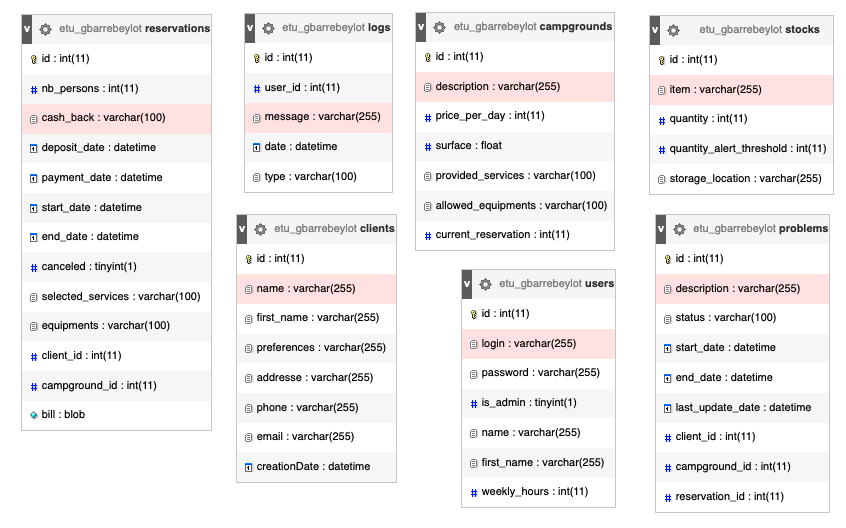 v etu_gbarrebeylot reservations
id : int(11)
nb_persons : int(11)
cash_back : varchar(100)
deposit_date : datetime
payment_date : datetime
start_date : datetime
end_date : datetime
canceled : tinyint(1)
selected_services : varchar(100)
equipments : varchar(100)
client_id : int(11)
campground_id : int(11)
bill : blob
v etu_gbarrebeylot logs
id : int(11)
user_id : int(11)
message : varchar(255)
date : datetime
type : varchar(100)
v etu_gbarrebeylot clients
id : int(11)
name : varchar(255)
first_name : varchar(255)
preferences : varchar(255)
addresse : varchar(255)
phone : varchar(255)
email : varchar(255)
creationDate : datetime
v etu_gbarrebeylot campgrounds
id : int(11)
description : varchar(255)
price_per_day : int(11)
surface : float
provided_services : varchar(100)
allowed_equipments : varchar(100)
current_reservation : int(11)
v etu_gbarrebeylot users
id : int(11)
login : varchar(255)
password : varchar(255)
is_admin : tinyint(1)
name : varchar(255)
first_name : varchar(255)
weekly_hours : int(11)
v etu_gbarrebeylot stocks
id : int(11)
item : varchar(255)
quantity : int(11)
quantity_alert_threshold : int(11)
storage_location : varchar(255)
v etu_gbarrebeylot problems
id : int(11)
description : varchar(255)
status : varchar(100)
start_date : datetime
end_date : datetime
last_update_date : datetime
client_id : int(11)
campground_id : int(11)
reservation_id : int(11)